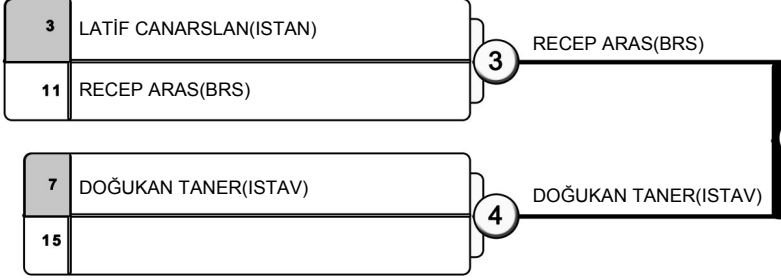 3 LATİF CANARSLAN(ISTAN)
11 RECEP ARAS(BRS)
3 RECEP ARAS(BRS)
7 DOĞUKAN TANER(ISTAV)
15
4 DOĞUKAN TANER(ISTAV)